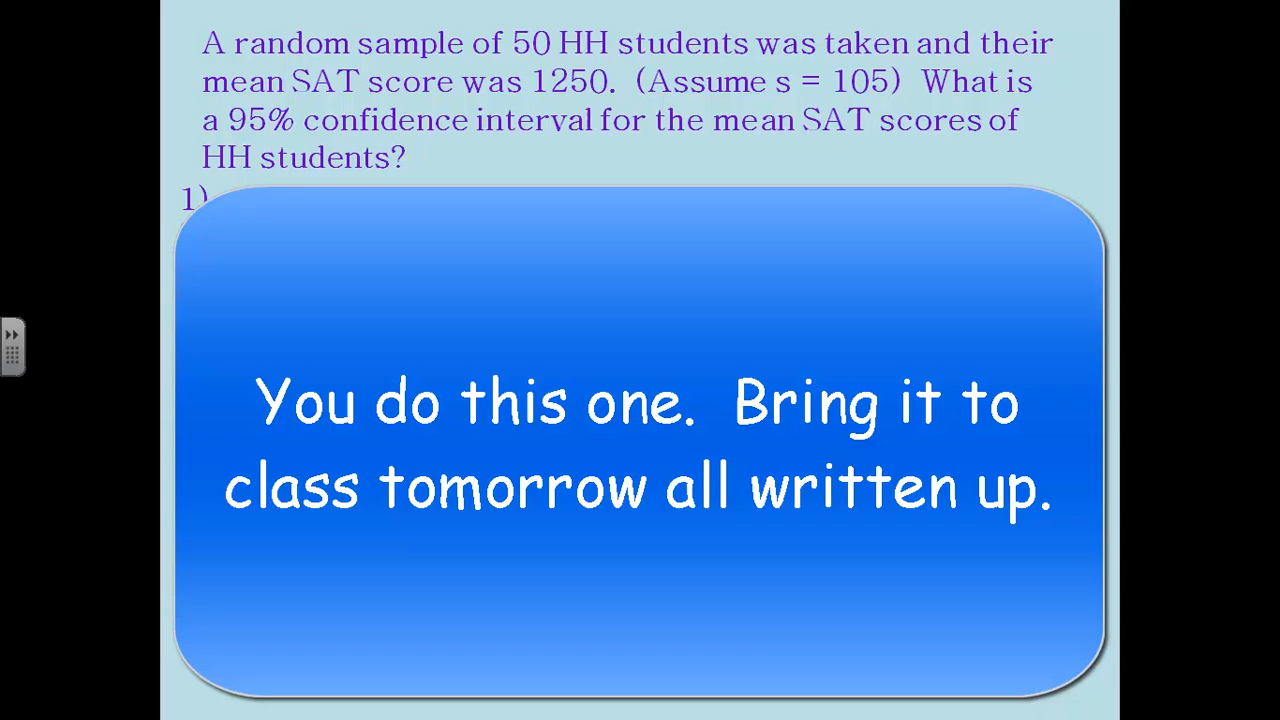 A random sample of 50 HH students was taken and their
mean SAT score was 1250. (Assume s = 105) What is
a 95% confidence interval for the mean SAT scores of
HH students?
1)
You do this one. Bring it to
class tomorrow all written up.